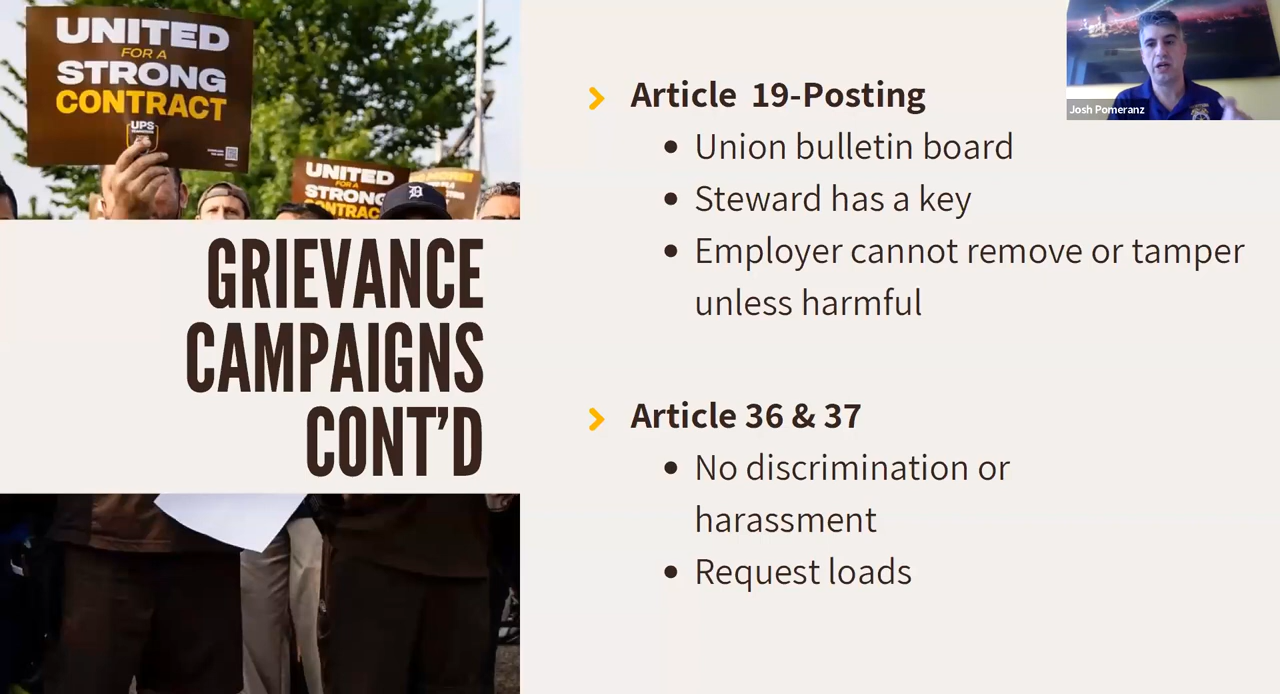 UNITED
FOR A
STRONG
CONTRACT
UPS
UNITED
FOR A
STRONG
CONTRACT
GRIEVANCE
CAMPAIGNS
CONT’D
Article 19-Posting
Union bulletin board
Steward has a key
Employer cannot remove or tamper
unless harmful
Article 36 & 37
No discrimination or
harassment
Request loads
Josh Pomeranz